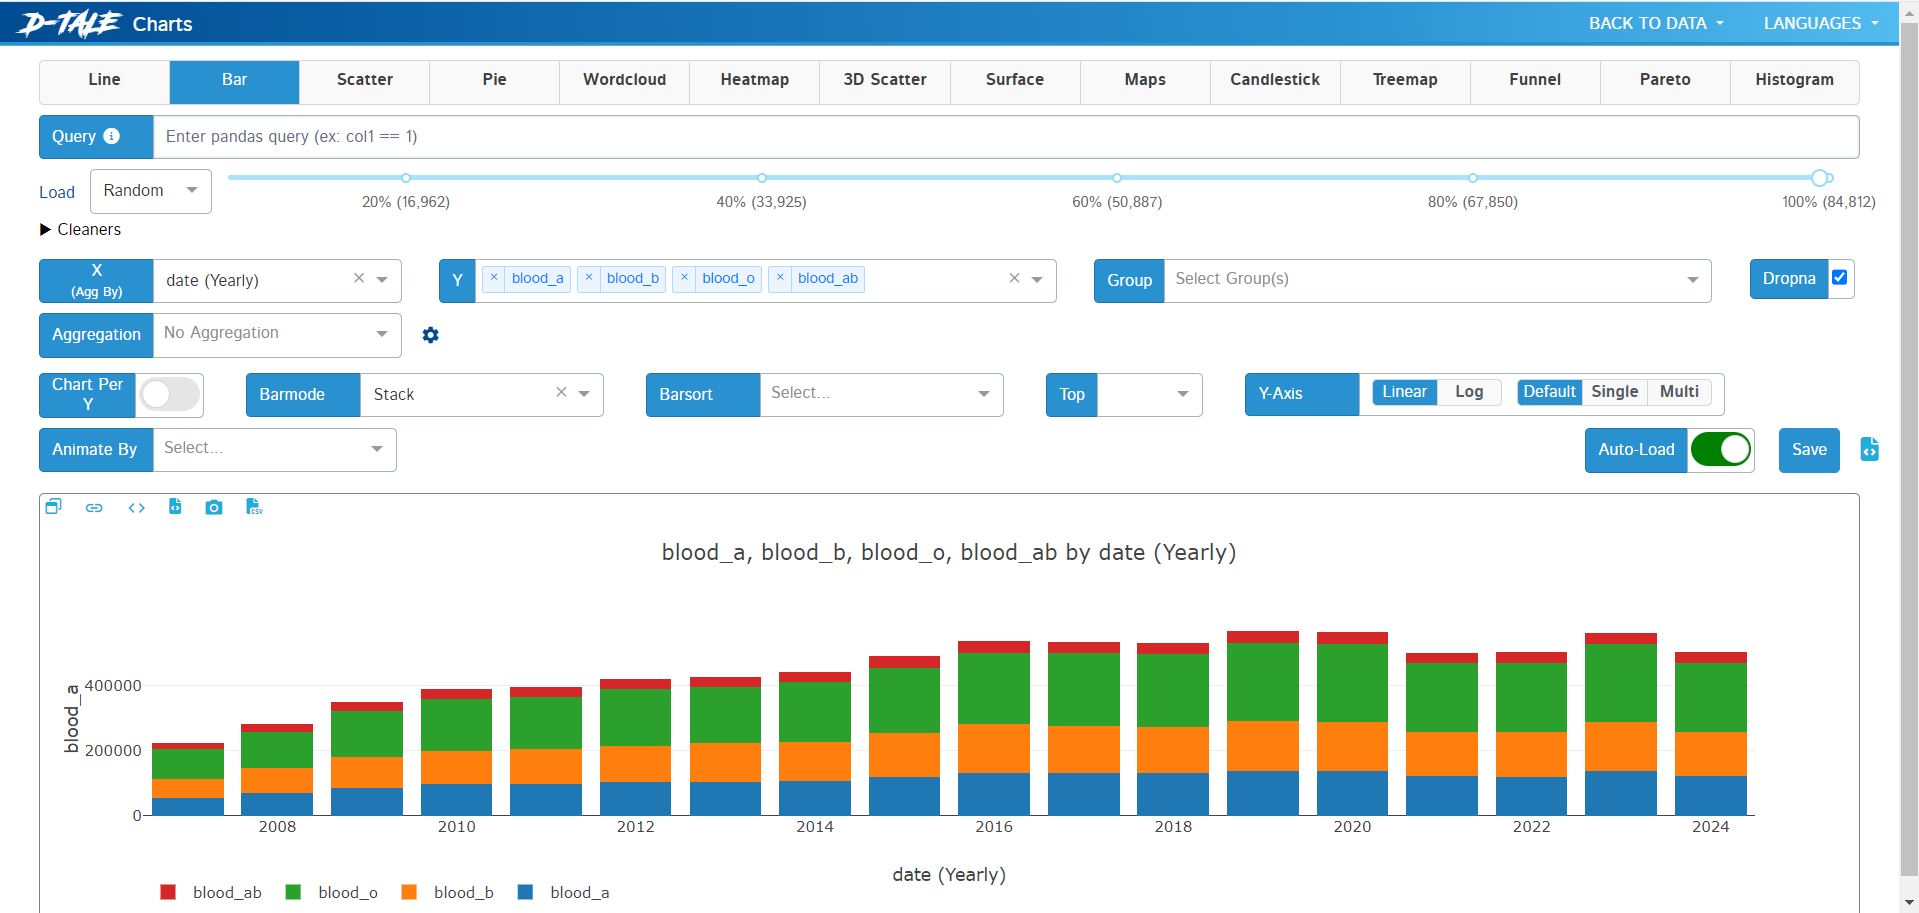 D-TALE Charts BACK TO DATA LANGUAGES
Line Bar Scatter Pie Wordcloud Heatmap 3D Scatter Surface Maps Candlestick Treemap Funnel Pareto Histogram
Query i Enter pandas query (ex: col1 == 1)
Load Random
20% (16,962) 40% (33,925) 60% (50,887) 80% (67,850) 100% (84,812)
Cleaners
X
(Agg By)
date (Yearly) × Y × blood_a × blood_b × blood_o × blood_ab × Group Select Group(s) Dropna
Aggregation No Aggregation
Chart Per
Y
Barmode Stack × Barsort Select... Top Y-Axis Linear Log Default Single Multi
Animate By Select... Auto-Load Save
CSV
blood_a, blood_b, blood_o, blood_ab by date (Yearly)
blood_a
400000
200000
0
2008 2010 2012 2014 2016 2018 2020 2022 2024
date (Yearly)
blood_ab blood_o blood_b blood_a